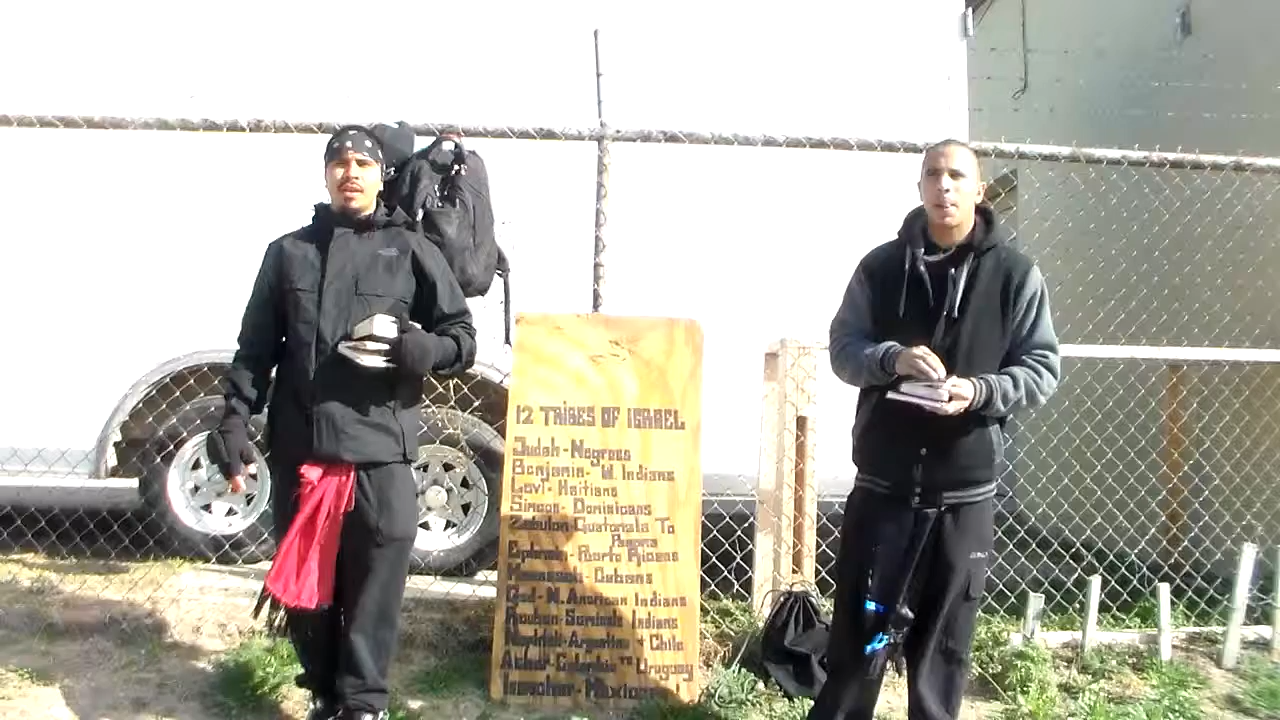 12 TRIBES OF ISRAEL
Judah - Negroes
Benjamin - W. Indians
Levi - Haitians
Simeon - Dominicans
Zebulon - Guatemala To
Panama
Ephraim - Puerto Ricans
Manasseh - Cubans
Gad - N. American Indians
Reuben - Seminole Indians
Naphtali - Argentina + Chile
Asher - Colombia To Uruguay
Issachar - Mexicans